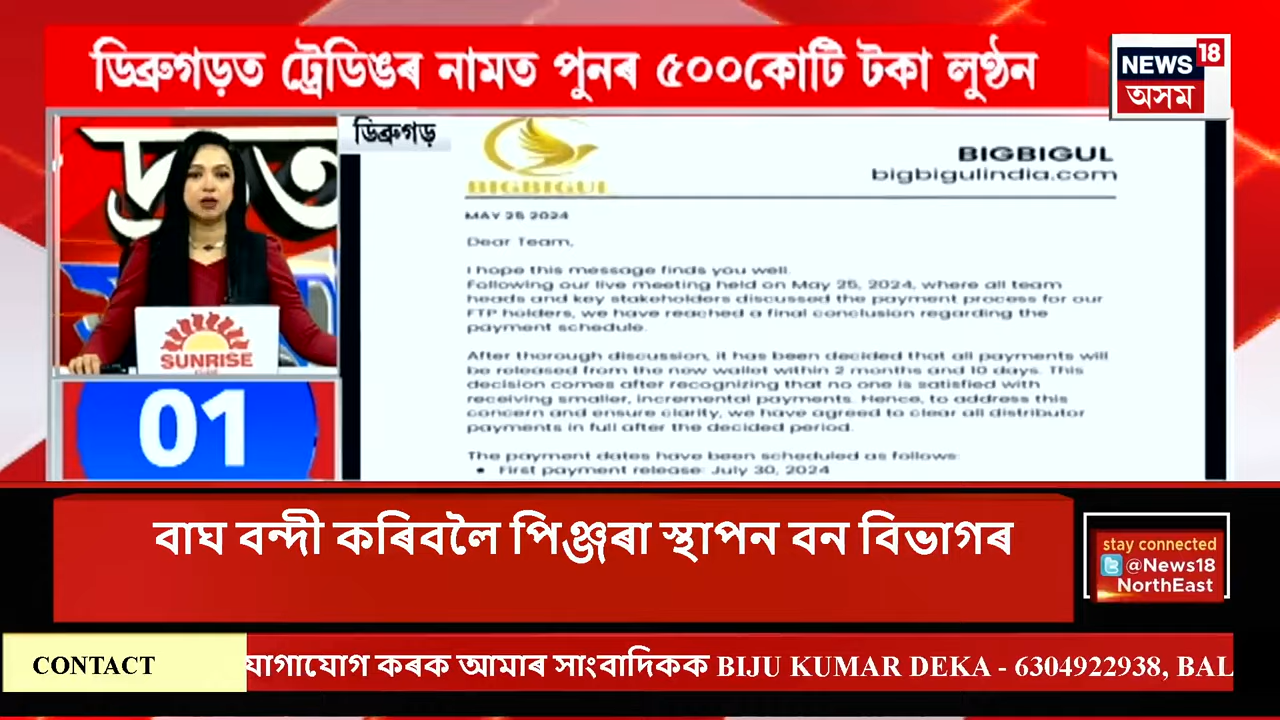 ডিব্ৰুগড়ত ট্ৰেডিঙৰ নামত পুনৰ ৫০০কোটি টকা লুণ্ঠন
NEWS 18
অসম
ডিব্ৰুগড়
BIGBIGUL
BIGBIGUL
bigbigulindia.com
MAY 25 2024
Dear Team,
I hope this message finds you well.
Following our live meeting held on May 25, 2024, where all team
heads and key stakeholders discussed the payment process for our
FTP holders, we have reached a final conclusion regarding the
payment schedule.
After thorough discussion, it has been decided that all payments will
be released from the new wallet within 2 months and 10 days. This
decision comes after recognizing that no one is satisfied with
receiving smaller, incremental payments. Hence, to address this
concern and ensure clarity, we have agreed to clear all distributor
payments in full after the decided period.
The payment dates have been scheduled as follows:
• First payment release: July 30, 2024
SUNRISE
01
বাঘ বন্দী কৰিবলৈ পিঞ্জৰা স্থাপন বন বিভাগৰ
stay connected
@News18
NorthEast
CONTACT
যোগাযোগ কৰক আমাৰ সাংবাদিকক BIJU KUMAR DEKA - 6304922938, BAL